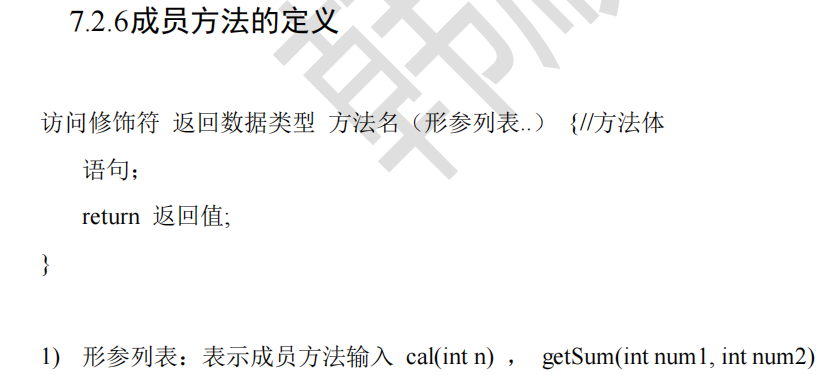 7.2.6成员方法的定义
访问修饰符 返回数据类型 方法名（形参列表..） {//方法体
语句；
return 返回值;
}
1) 形参列表：表示成员方法输入 cal(int n) ， getSum(int num1, int num2)